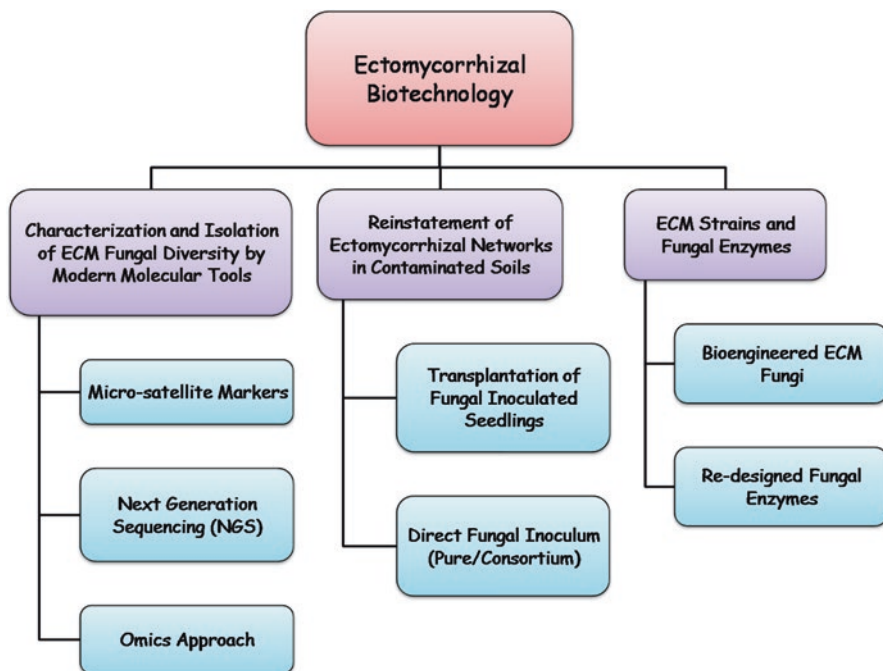 Ectomycorrhizal
Biotechnology
Characterization and Isolation
of ECM Fungal Diversity by
Modern Molecular Tools
Micro-satellite Markers
Next Generation
Sequencing (NGS)
Omics Approach
Reinstatement of
Ectomycorrhizal Networks
in Contaminated Soils
Transplantation of
Fungal Inoculated
Seedlings
Direct Fungal Inoculum
(Pure/Consortium)
ECM Strains and
Fungal Enzymes
Bioengineered ECM
Fungi
Re-designed Fungal
Enzymes